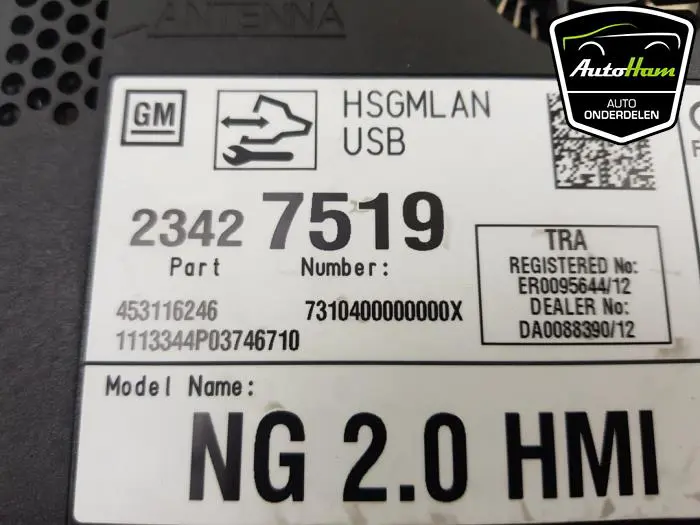 ANTENNA
AutoHam
AUTO
ONDERDELEN
GM
HSGMLAN
USB
2342 7519
Part Number:
453116246 7310400000000X
1113344P03746710
TRA
REGISTERED No:
ER0095644/12
DEALER No:
DA0088390/12
Model Name:
NG 2.0 HMI